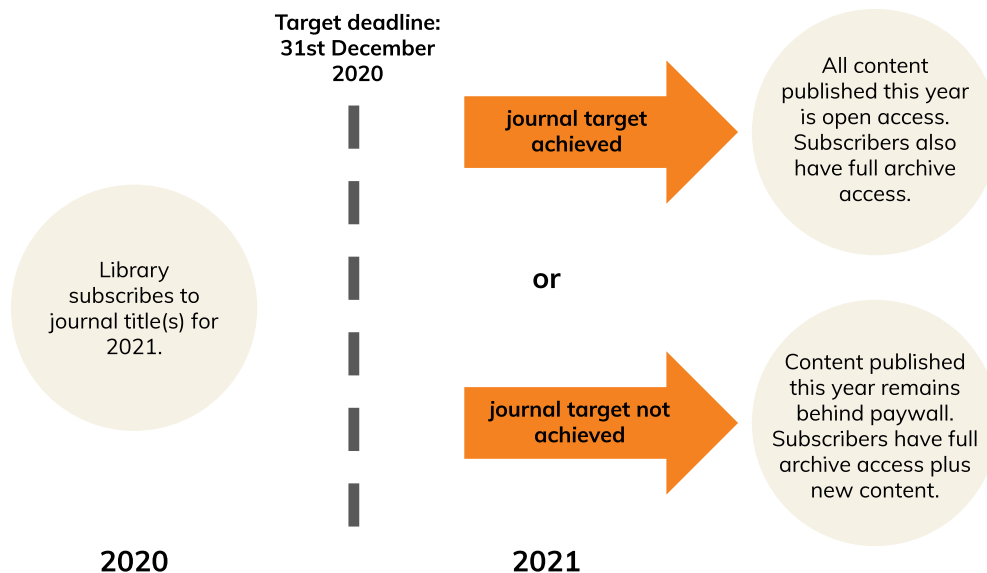 Target deadline:
31st December
2020
Library
subscribes to
journal title(s) for
2021.
journal target
achieved
All content
published this year
is open access.
Subscribers also
have full archive
access.
or
journal target not
achieved
Content published
this year remains
behind paywall.
Subscribers have full
archive access plus
new content.
2020
2021